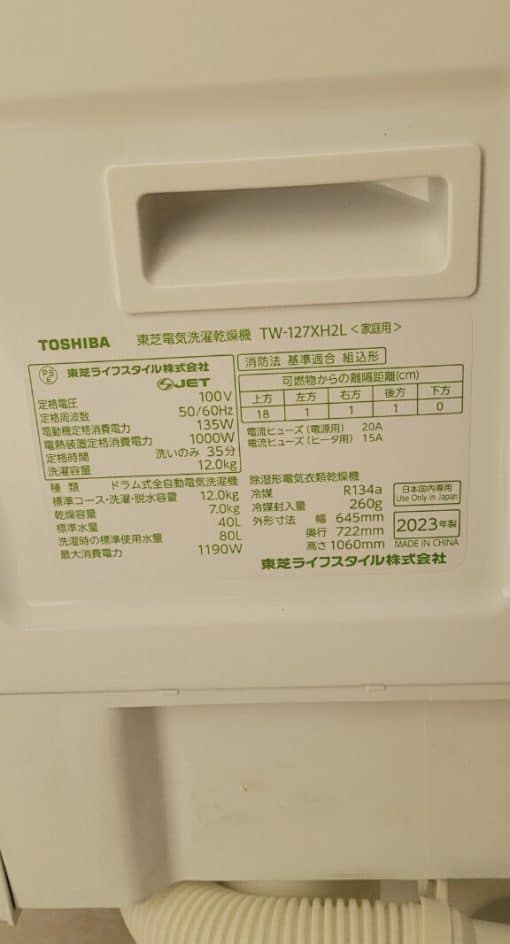 TOSHIBA 東芝電気洗濯乾燥機 TW-127XH2L<家庭用>
PSE 東芝ライフスタイル株式会社
SJET
定格電圧 100V
定格周波数 50/60Hz
電動機定格消費電力 135W
電熱装置定格消費電力 1000W
定格時間 洗いのみ 35分
洗濯容量 12.0kg
種 類 ドラム式全自動電気洗濯機
標準コース・洗濯・脱水容量 12.0kg
乾燥容量 7.0kg
標準水量 40L
洗濯時の標準使用水量 80L
最大消費電力 1190W
消防法 基準適合 組込形
可燃物からの離隔距離(cm)
上方 左方 右方 後方 下方
18 1 1 1 0
電流ヒューズ(電源用) 20A
電流ヒューズ(ヒータ用) 15A
除湿形電気衣類乾燥機
冷媒 R134a
冷媒封入量 260g
外形寸法 幅 645mm
奥行 722mm
高さ 1060mm
日本国内専用
Use Only in Japan
2023年製
MADE IN CHINA
東芝ライフスタイル株式会社